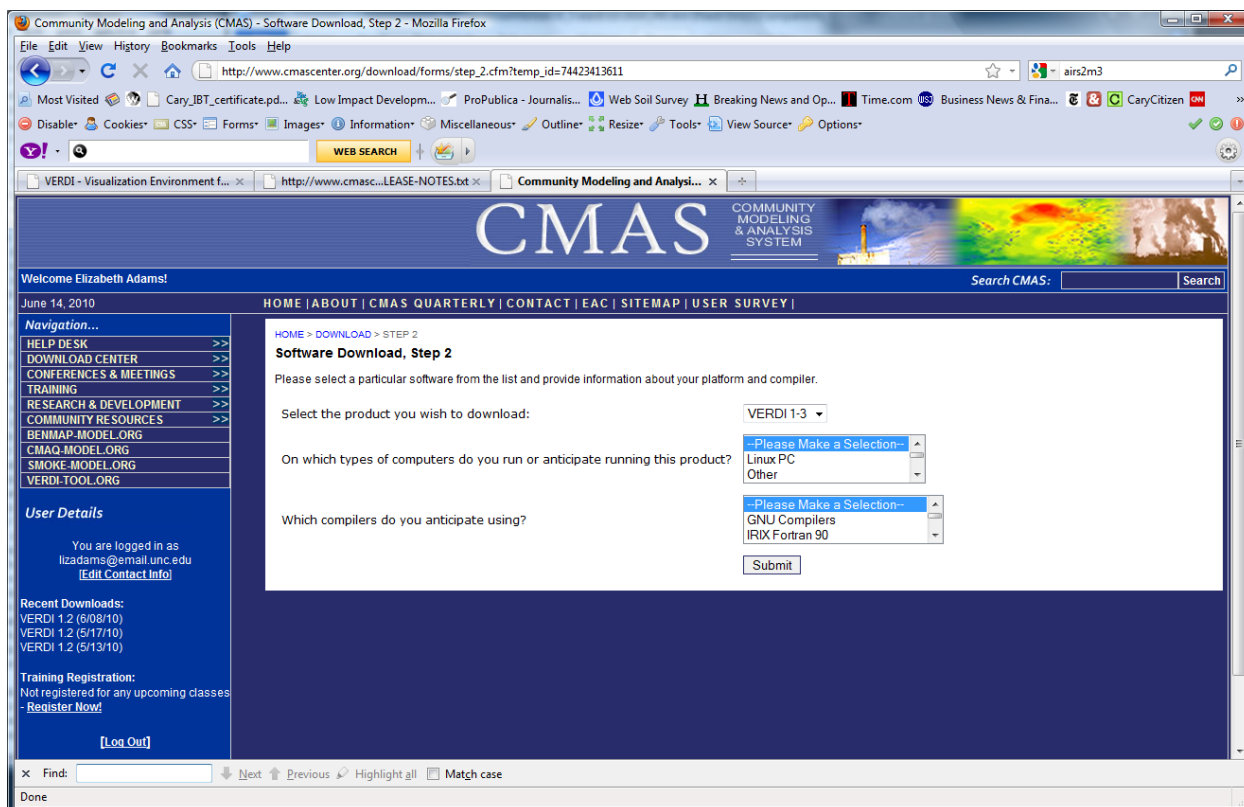 Community Modeling and Analysis (CMAS) - Software Download, Step 2 - Mozilla Firefox
File Edit View History Bookmarks Tools Help
http://www.cmascenter.org/download/forms/step_2.cfm?temp_id=74423413611
airs2m3
Most Visited Cary_IBT_certificate.pd... Low Impact Developm... ProPublica - Journalis... Web Soil Survey Breaking News and Op... Time.com Business News & Fina... CaryCitizen
Disable Cookies CSS Forms Images Information Miscellaneous Outline Resize Tools View Source Options
WEB SEARCH
VERDI - Visualization Environment f... http://www.cmasc...LEASE-NOTES.txt Community Modeling and Analysi...
CMAS
COMMUNITY
MODELING
& ANALYSIS
SYSTEM
Welcome Elizabeth Adams!
Search CMAS: Search
June 14, 2010
HOME | ABOUT | CMAS QUARTERLY | CONTACT | EAC | SITEMAP | USER SURVEY |
Navigation...
HELP DESK >>
DOWNLOAD CENTER >>
CONFERENCES & MEETINGS >>
TRAINING >>
RESEARCH & DEVELOPMENT >>
COMMUNITY RESOURCES >>
BENMAP-MODEL.ORG
CMAQ-MODEL.ORG
SMOKE-MODEL.ORG
VERDI-TOOL.ORG
User Details
You are logged in as
lizadams@email.unc.edu
[Edit Contact Info]
Recent Downloads:
VERDI 1.2 (6/08/10)
VERDI 1.2 (5/17/10)
VERDI 1.2 (5/13/10)
Training Registration:
Not registered for any upcoming classes
- Register Now!
[Log Out]
HOME > DOWNLOAD > STEP 2
Software Download, Step 2
Please select a particular software from the list and provide information about your platform and compiler.
Select the product you wish to download: VERDI 1-3
On which types of computers do you run or anticipate running this product?
--Please Make a Selection--
Linux PC
Other
Which compilers do you anticipate using?
--Please Make a Selection--
GNU Compilers
IRIX Fortran 90
Submit
Find: Next Previous Highlight all Match case
Done